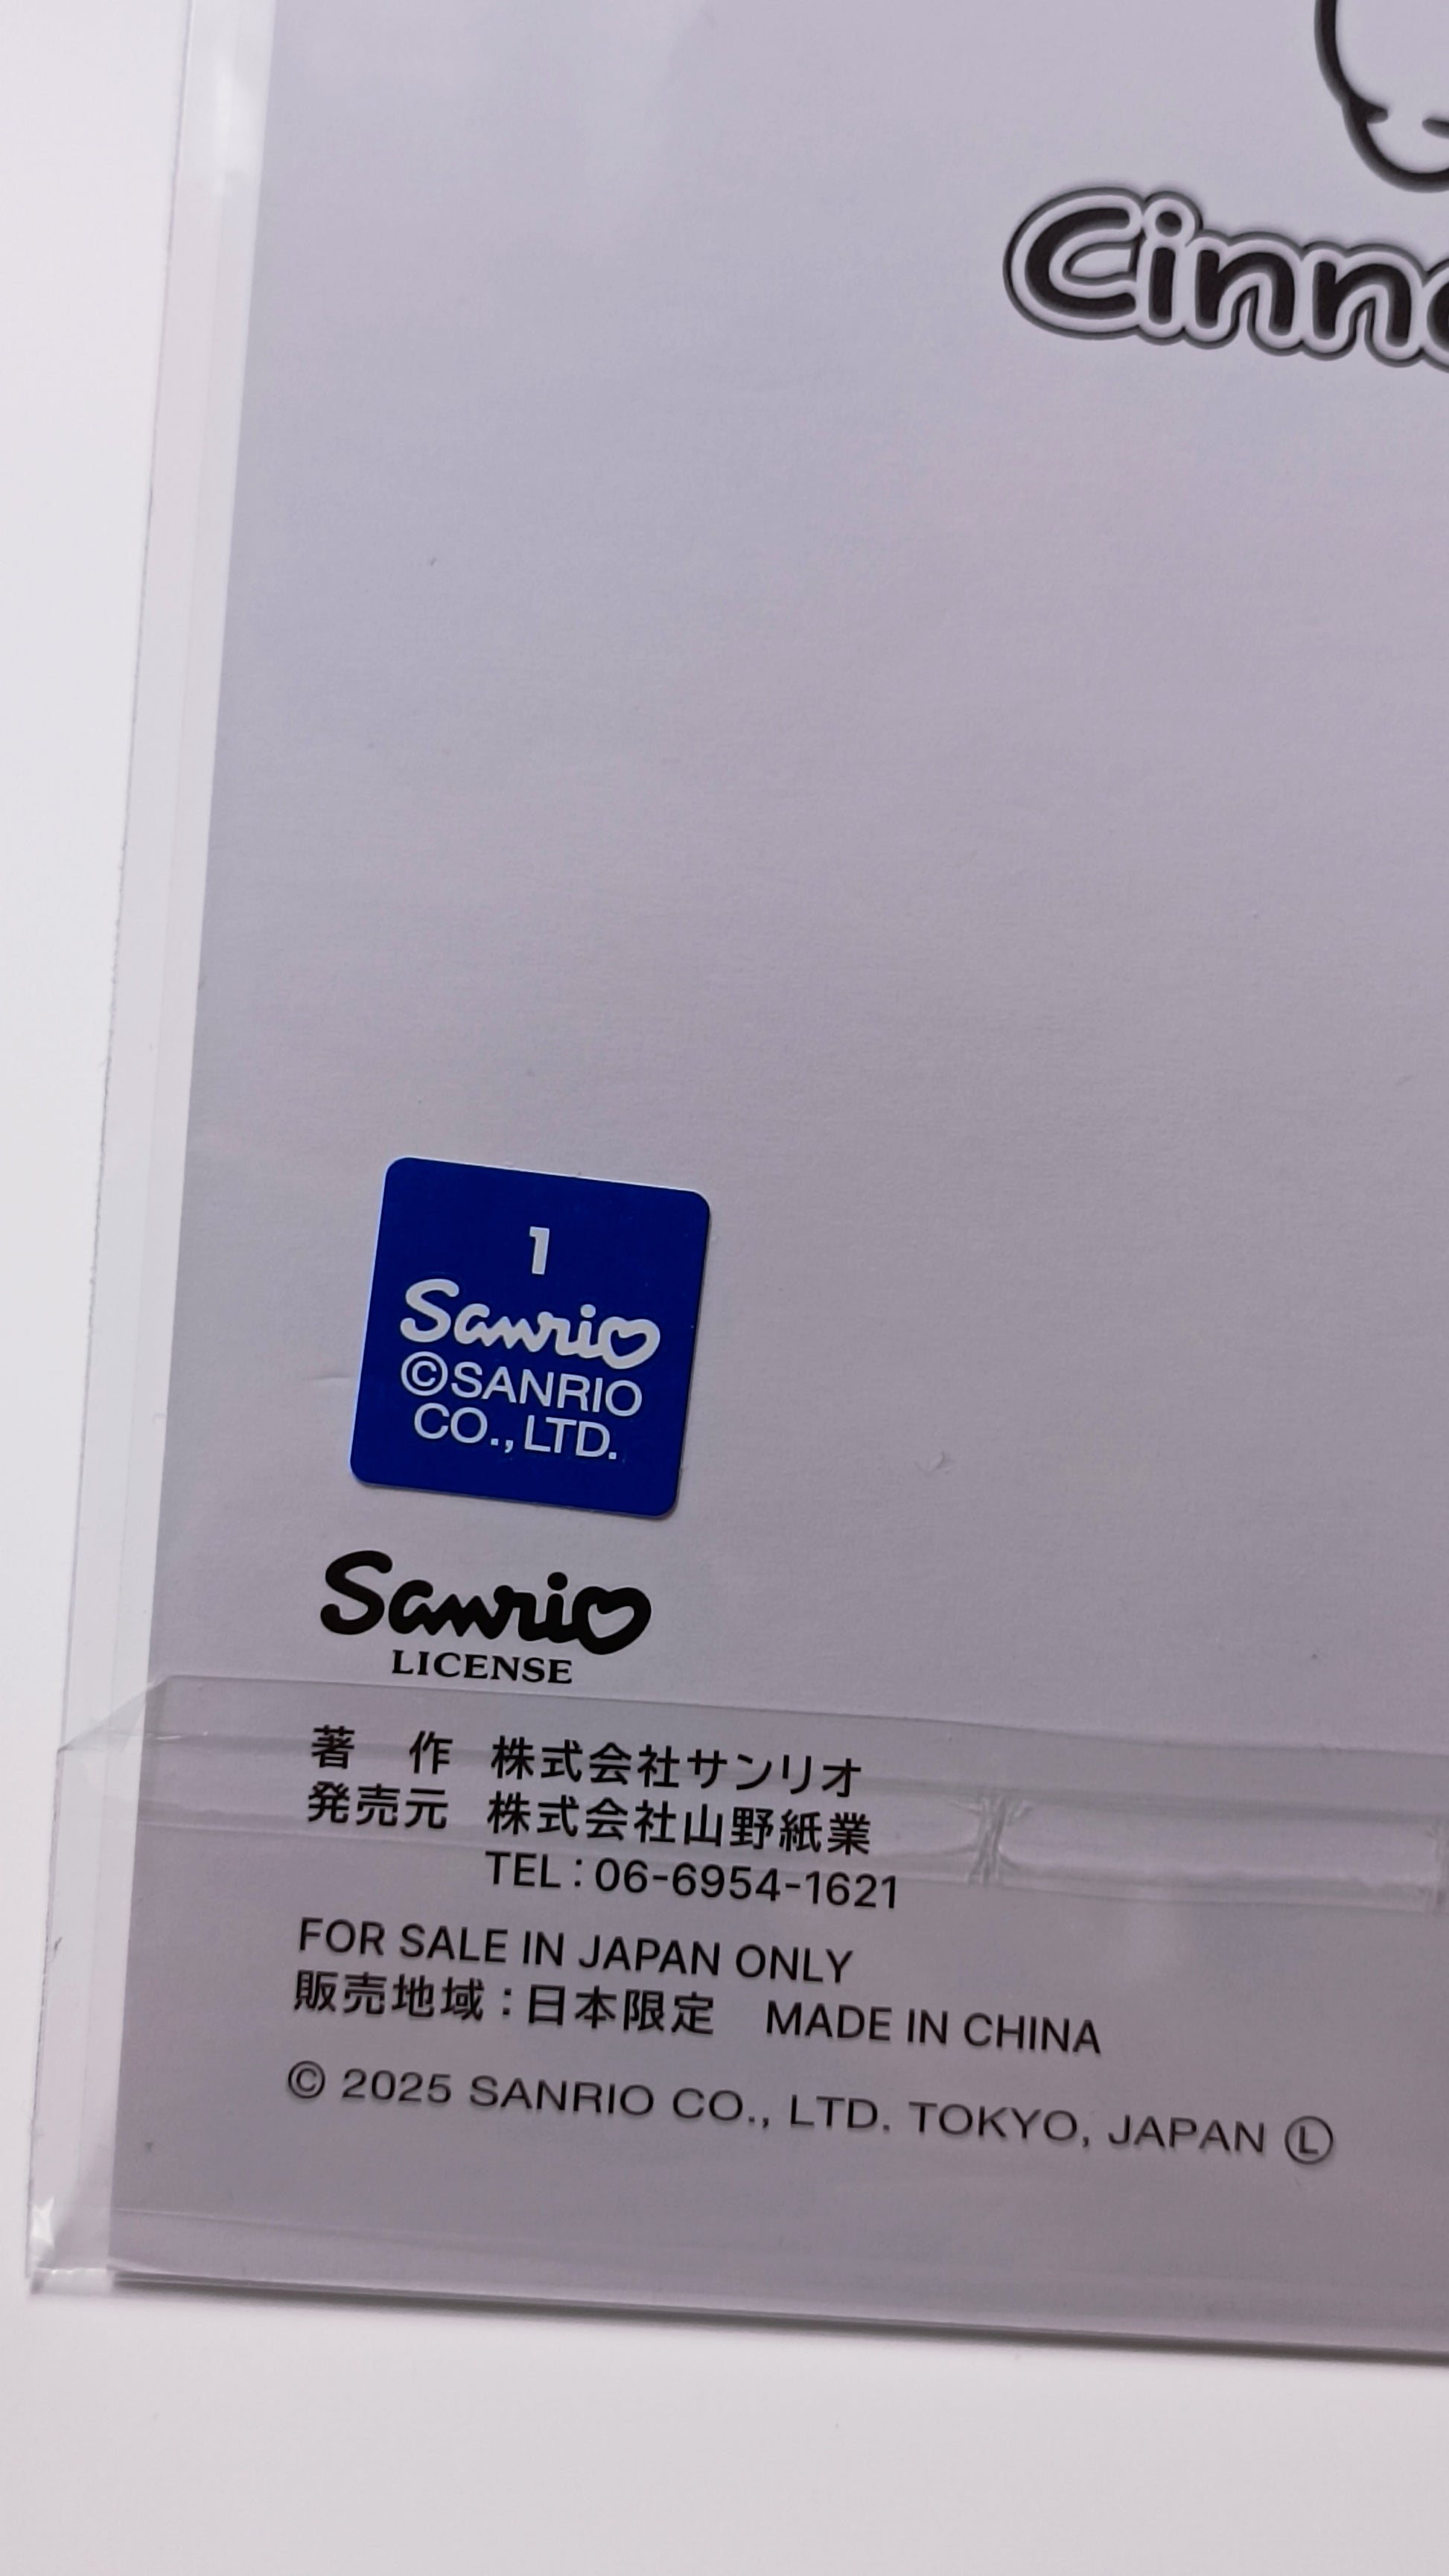 1
Sanrio
©SANRIO
CO., LTD.
Sanrio
LICENSE
著　作　株式会社サンリオ
発売元　株式会社山野紙業
TEL：06-6954-1621
FOR SALE IN JAPAN ONLY
販売地域：日本限定　MADE IN CHINA
© 2025 SANRIO CO., LTD. TOKYO, JAPAN Ⓛ